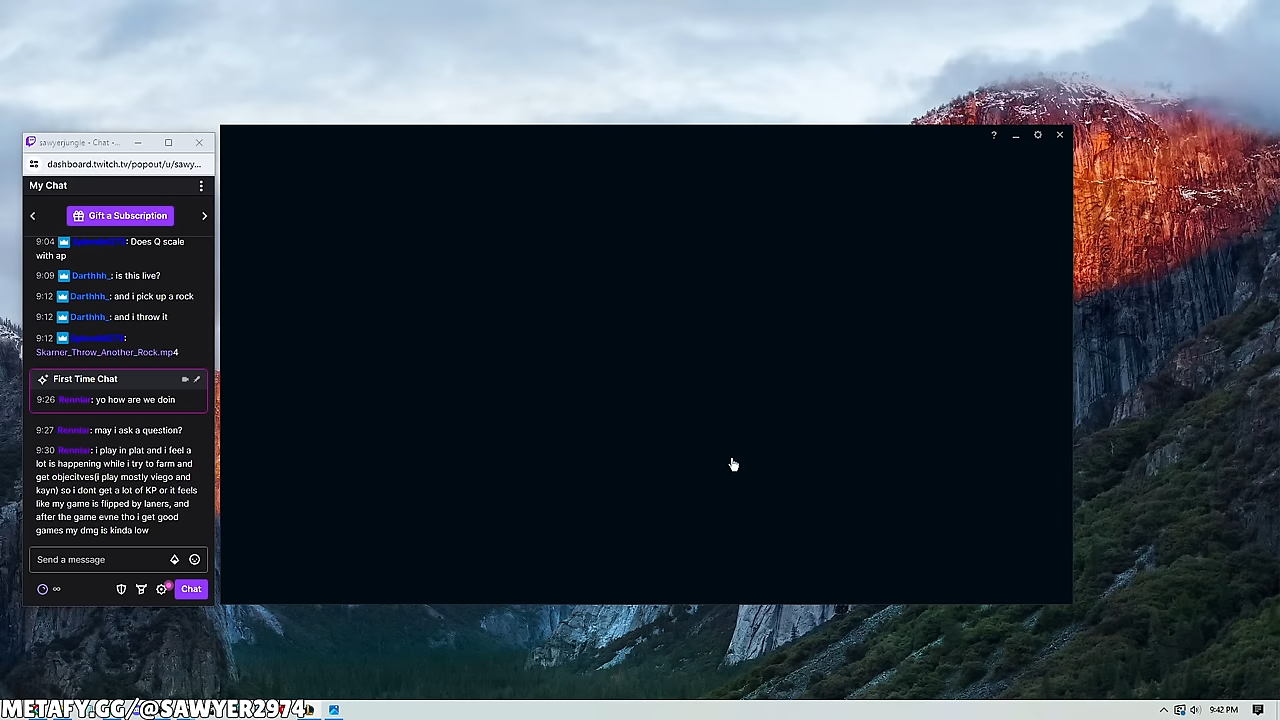 sawyerjungle - Chat -...
dashboard.twitch.tv/popout/u/sawy...
My Chat
Gift a Subscription
9:04 : Does Q scale
with ap
9:09 Darthhh_: is this live?
9:12 Darthhh_: and i pick up a rock
9:12 Darthhh_: and i throw it
9:12 :
Skarner_Throw_Another_Rock.mp4
First Time Chat
9:26 Renniar: yo how are we doin
9:27 Renniar: may i ask a question?
9:30 Renniar: i play in plat and i feel a
lot is happening while i try to farm and
get objecitves(i play mostly viego and
kayn) so i dont get a lot of KP or it feels
like my game is flipped by laners, and
after the game evne tho i get good
games my dmg is kinda low
Send a message
Chat
?
METAFY.GG/@SAWYER2974
9:42 PM